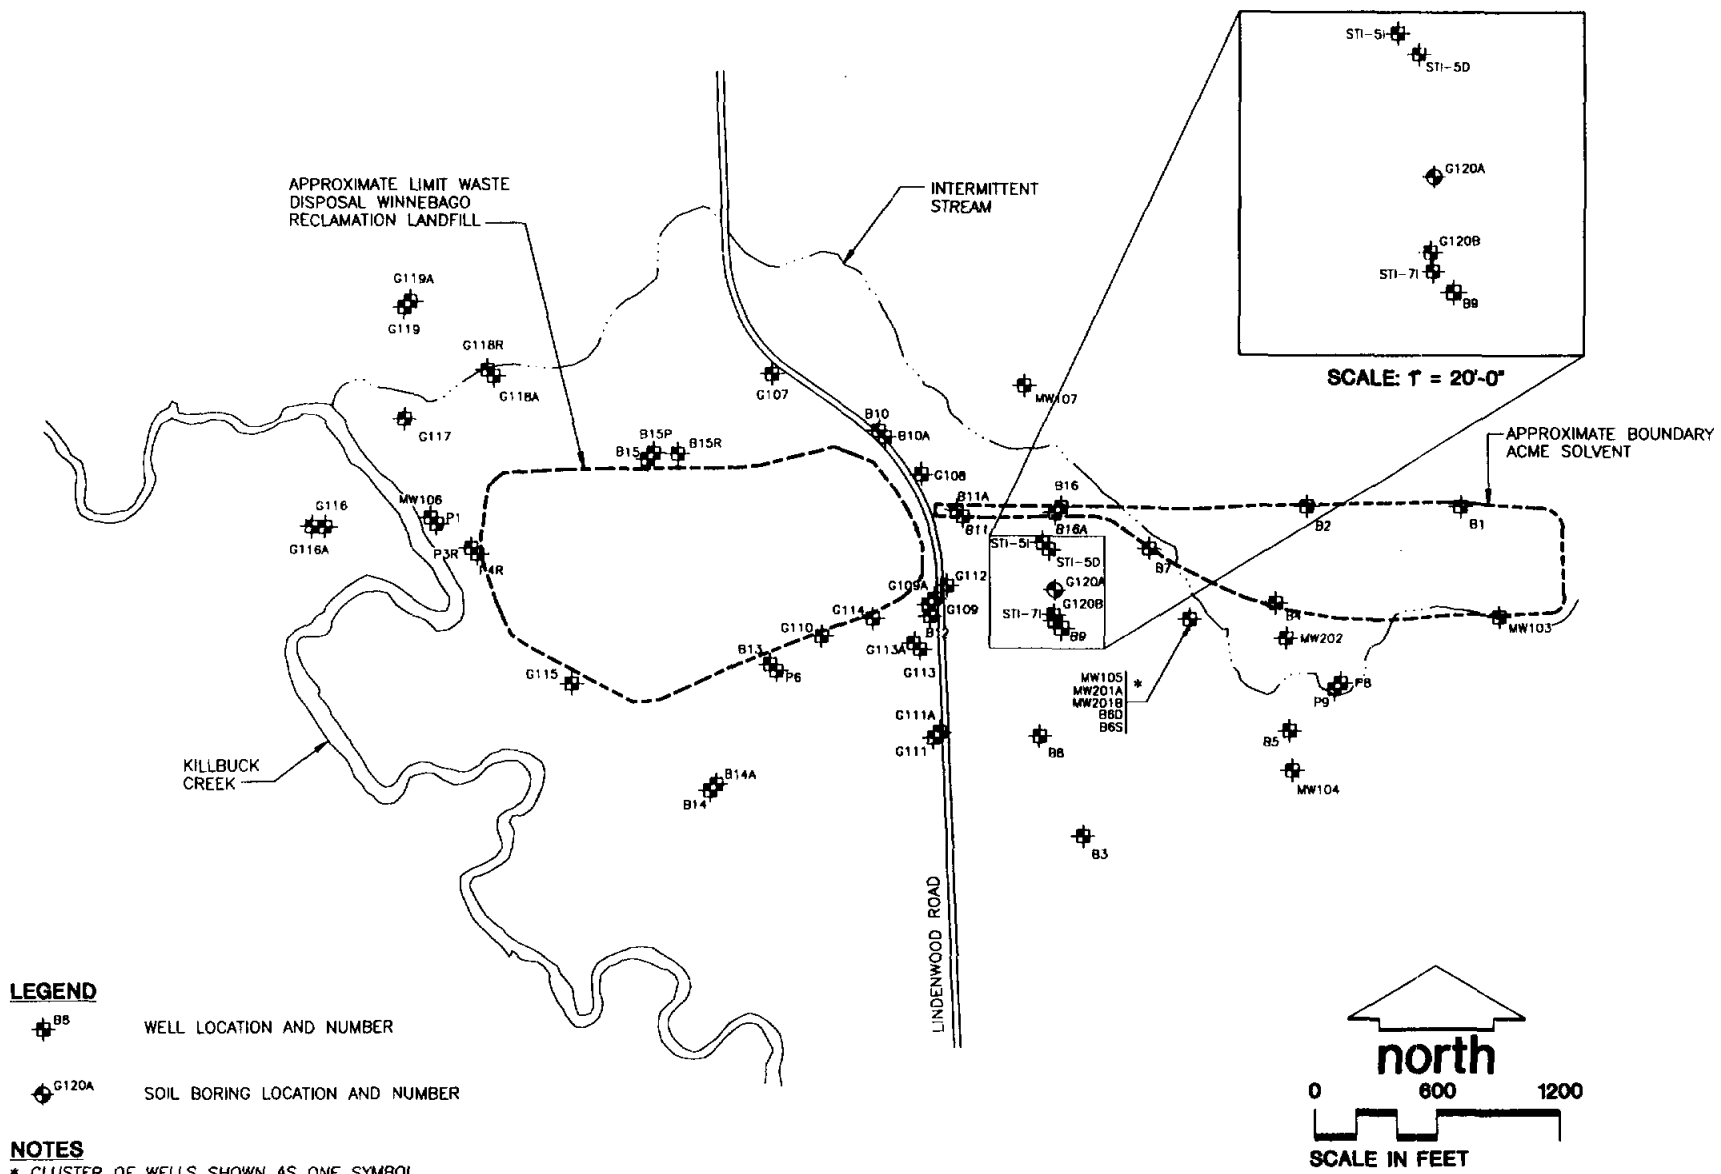 STI-5I
STI-5D
G120A
G120B
STI-7I
B9
SCALE: 1" = 20'-0"
APPROXIMATE LIMIT WASTE
DISPOSAL WINNEBAGO
RECLAMATION LANDFILL
INTERMITTENT
STREAM
G119A
G119
G118R
G118A
G117
G107
MW107
B10
B10A
B15P
B15
B15R
APPROXIMATE BOUNDARY
ACME SOLVENT
G108
B11A
B11
B16
B16A
B2
B1
MW106
P1
G116
G116A
P3R
P4R
STI-5I
STI-5D
B7
G112
G109A
G109
G120A
G120B
STI-7I
B9
B4
MW103
G114
G110
B12
G113A
G113
MW202
B13
P6
G115
MW105
MW201A
MW201B
B6D
B6S
*
P8
P9
G111A
G111
B8
B5
MW104
KILLBUCK
CREEK
B14A
B14
B3
LINDENWOOD ROAD
LEGEND
B8
WELL LOCATION AND NUMBER
G120A
SOIL BORING LOCATION AND NUMBER
NOTES
* CLUSTER OF WELLS SHOWN AS ONE SYMBOL
north
0 600 1200
SCALE IN FEET